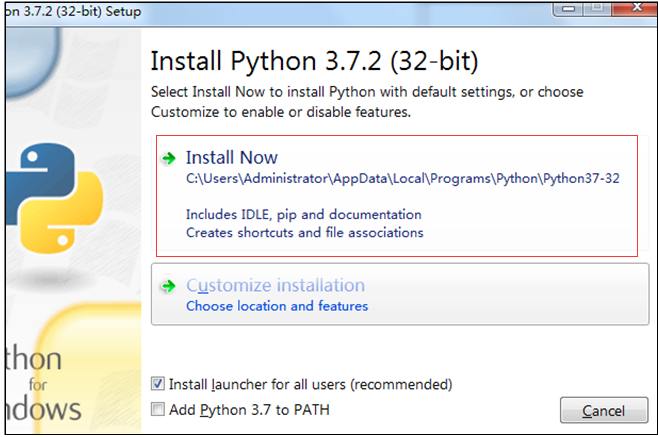 on 3.7.2 (32-bit) Setup
Install Python 3.7.2 (32-bit)
Select Install Now to install Python with default settings, or choose
Customize to enable or disable features.
Install Now
C:\Users\Administrator\AppData\Local\Programs\Python\Python37-32
Includes IDLE, pip and documentation
Creates shortcuts and file associations
Customize installation
Choose location and features
thon
for
ndows
Install launcher for all users (recommended)
Add Python 3.7 to PATH
Cancel